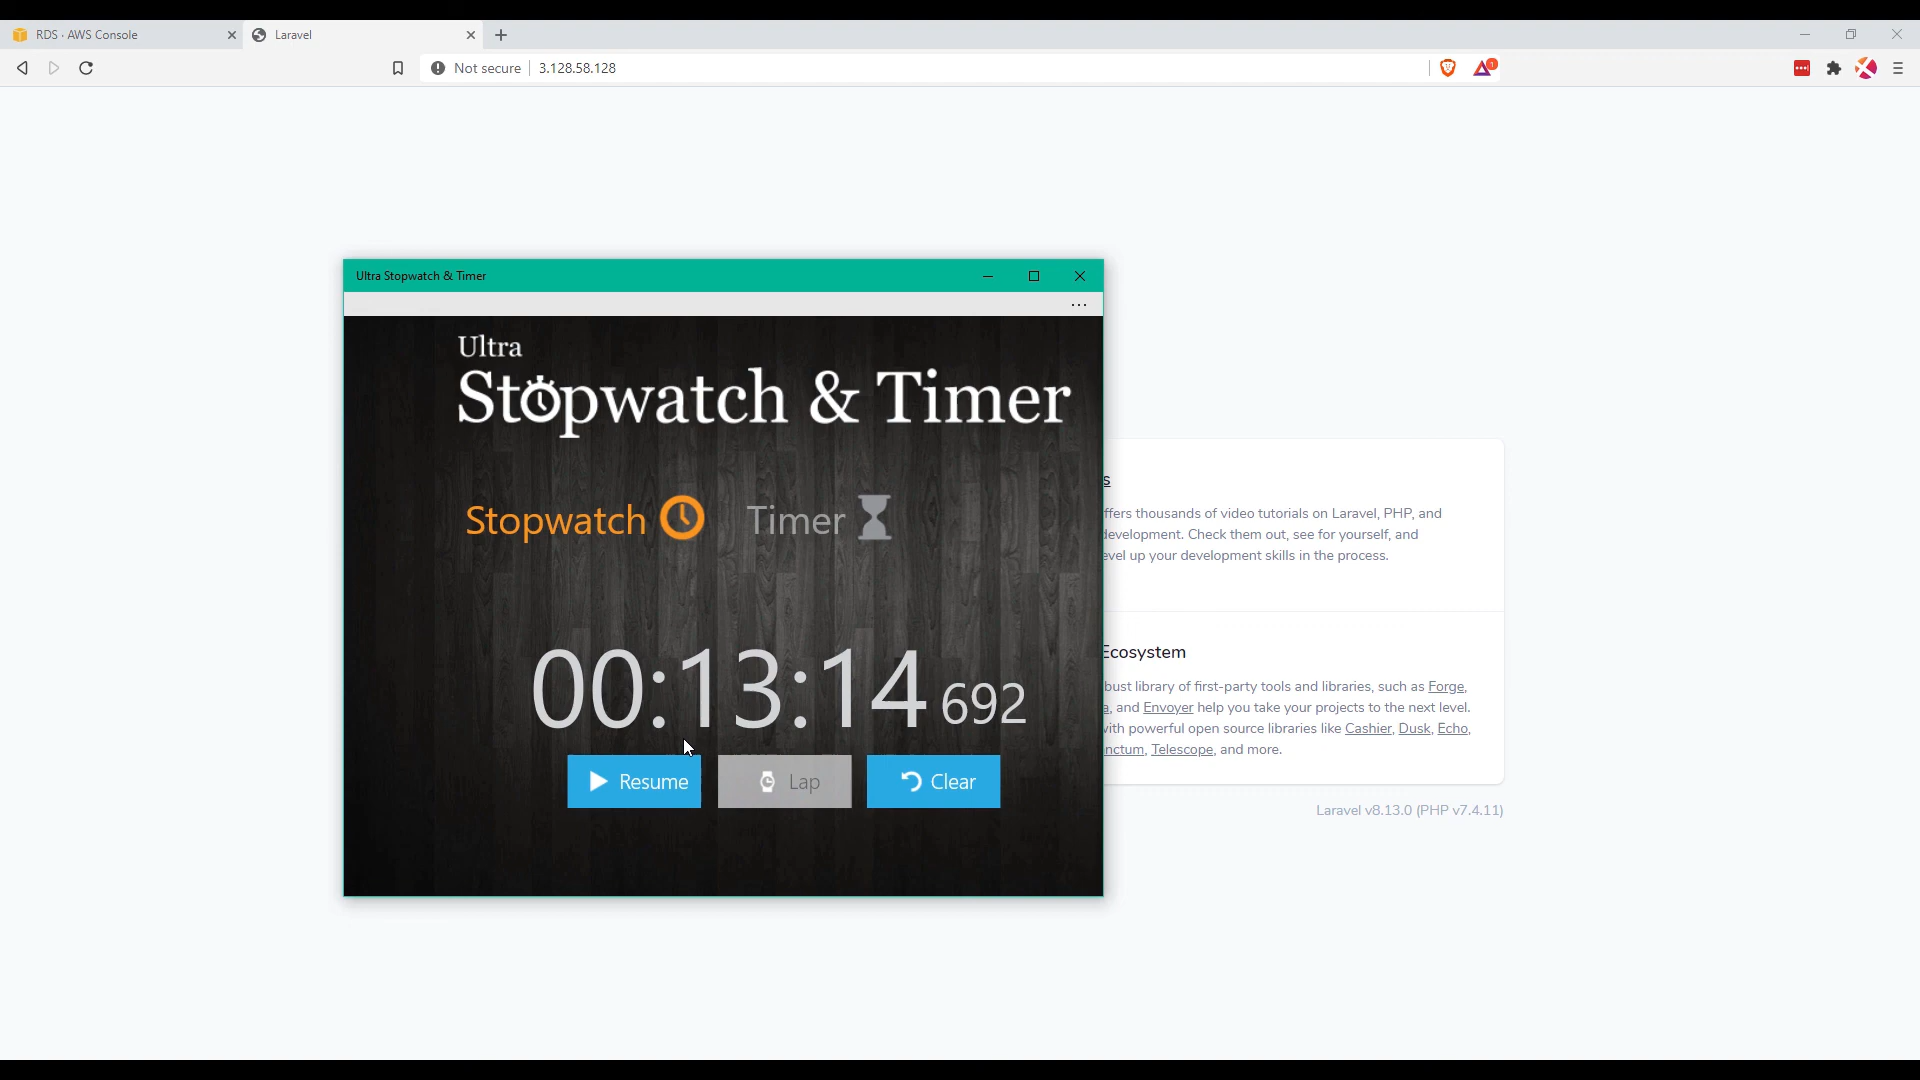 RDS · AWS Console
Laravel
Not secure
3.128.58.128
1
Ultra Stopwatch & Timer
Ultra
Stopwatch & Timer
Stopwatch
Timer
00:13:14 692
Resume
Lap
Clear
s
ffers thousands of video tutorials on Laravel, PHP, and
development. Check them out, see for yourself, and
evel up your development skills in the process.
Ecosystem
bust library of first-party tools and libraries, such as Forge,
a, and Envoyer help you take your projects to the next level.
with powerful open source libraries like Cashier, Dusk, Echo,
nctum, Telescope, and more.
Laravel v8.13.0 (PHP v7.4.11)